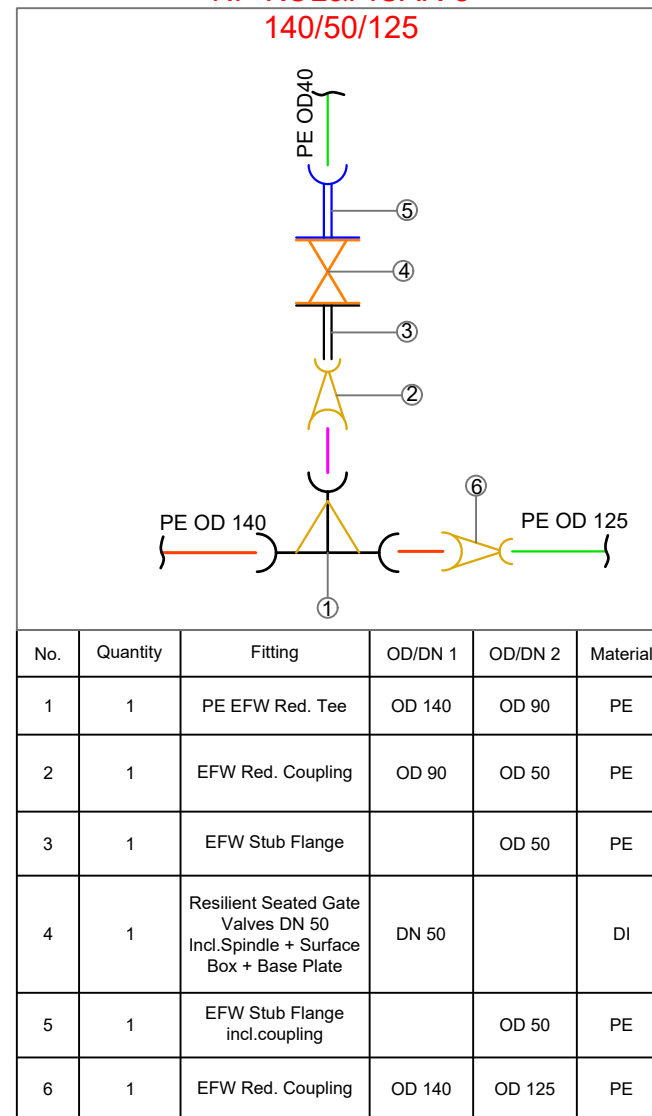 140/50/125
PE OD40
5
4
3
2
6
PE OD 140
PE OD 125
1
No. Quantity Fitting OD/DN 1 OD/DN 2 Material
1 1 PE EFW Red. Tee OD 140 OD 90 PE
2 1 EFW Red. Coupling OD 90 OD 50 PE
3 1 EFW Stub Flange OD 50 PE
4 1 Resilient Seated Gate
Valves DN 50
Incl.Spindle + Surface
Box + Base Plate
DN 50 DI
5 1 EFW Stub Flange
incl.coupling
OD 50 PE
6 1 EFW Red. Coupling OD 140 OD 125 PE